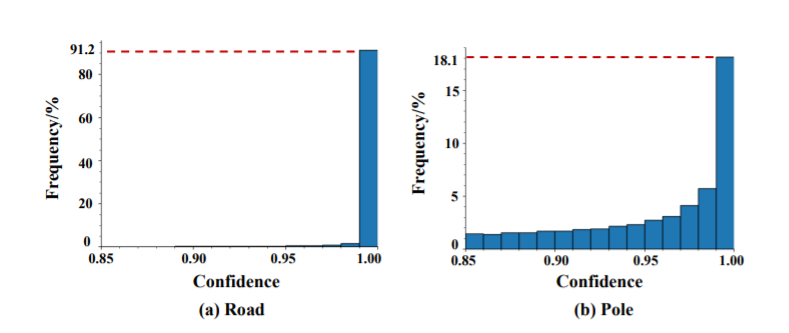 91.2
80
60
40
20
0
0.85 0.90 0.95 1.00
Frequency/%
Confidence
(a) Road
18.1
15
10
5
0
0.85 0.90 0.95 1.00
Frequency/%
Confidence
(b) Pole